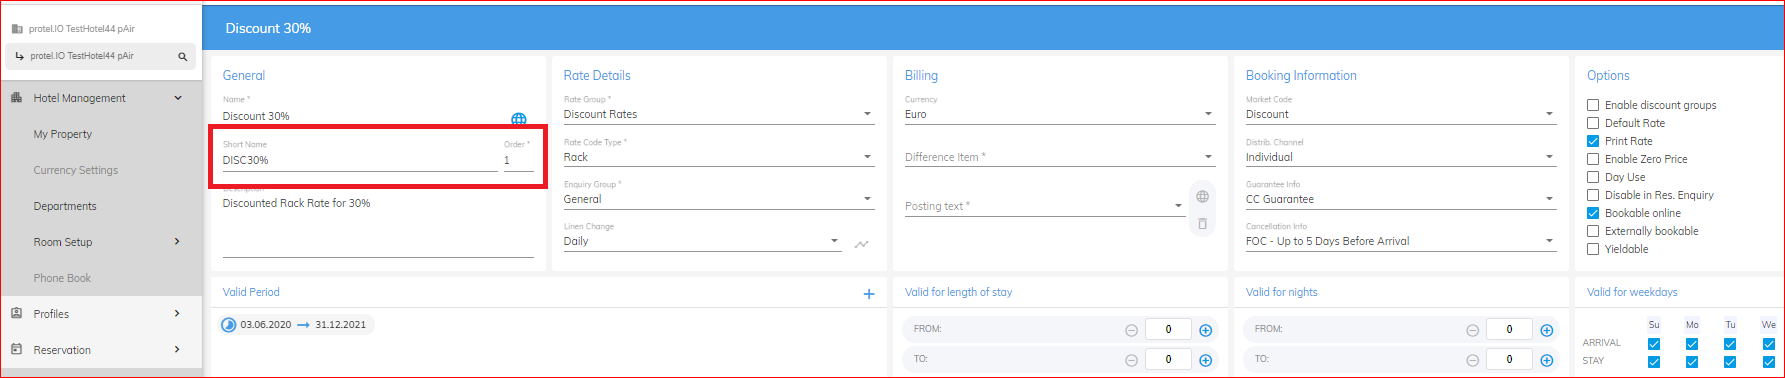 protel.IO TestHotel44 pAir
protel.IO TestHotel44 pAir
Hotel Management
My Property
Currency Settings
Departments
Room Setup
Phone Book
Profiles
Reservation
Discount 30%
General
Name *
Discount 30%
Short Name
DISC30%
Order *
1
Description
Discounted Rack Rate for 30%
Rate Details
Rate Group *
Discount Rates
Rate Code Type *
Rack
Enquiry Group *
General
Linen Change
Daily
Billing
Currency
Euro
Difference Item *
Posting text *
Booking Information
Market Code
Discount
Distrib. Channel
Individual
Guarantee Info
CC Guarantee
Cancellation Info
FOC - Up to 5 Days Before Arrival
Options
Enable discount groups
Default Rate
Print Rate
Enable Zero Price
Day Use
Disable in Res. Enquiry
Bookable online
Externally bookable
Yieldable
Valid Period
03.06.2020 → 31.12.2021
Valid for length of stay
FROM: 0
TO: 0
Valid for nights
FROM: 0
TO: 0
Valid for weekdays
Su Mo Tu We
ARRIVAL
STAY